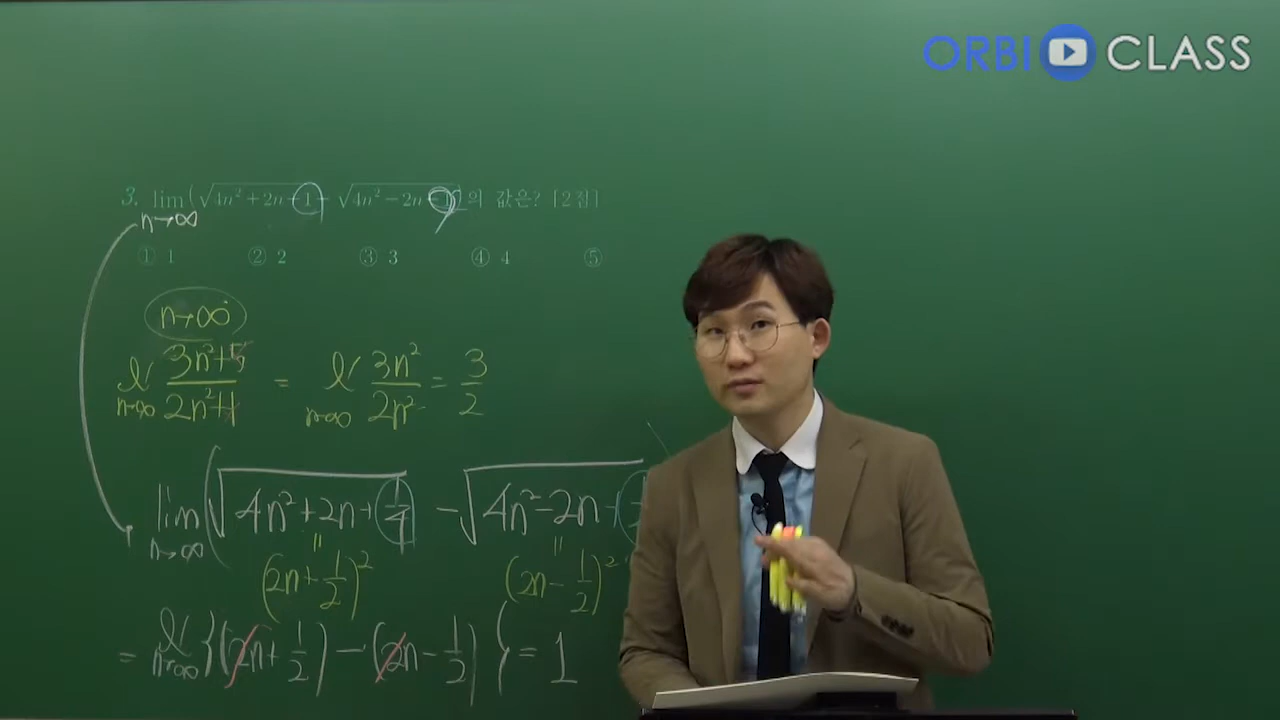 ORBI CLASS
3. lim(√4n²+2n+1 - √4n²-2n-1)의 값은? [2점]
n→∞
① 1 ② 2 ③ 3 ④ 4 ⑤
n→∞
lim 3n²+5 / 2n²+1 = lim 3n² / 2n² = 3/2
n→∞ n→∞
lim (√4n²+2n+1/4 - √4n²-2n+
n→∞
(2n+1/2)² (2n-1/2)²
= lim {(2n+1/2) - (2n-1/2)} = 1
n→∞